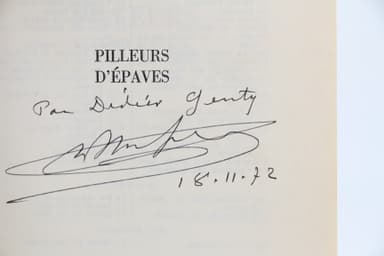 PILLEURS
D'ÉPAVES
Pour Didier Genty
18.11.72